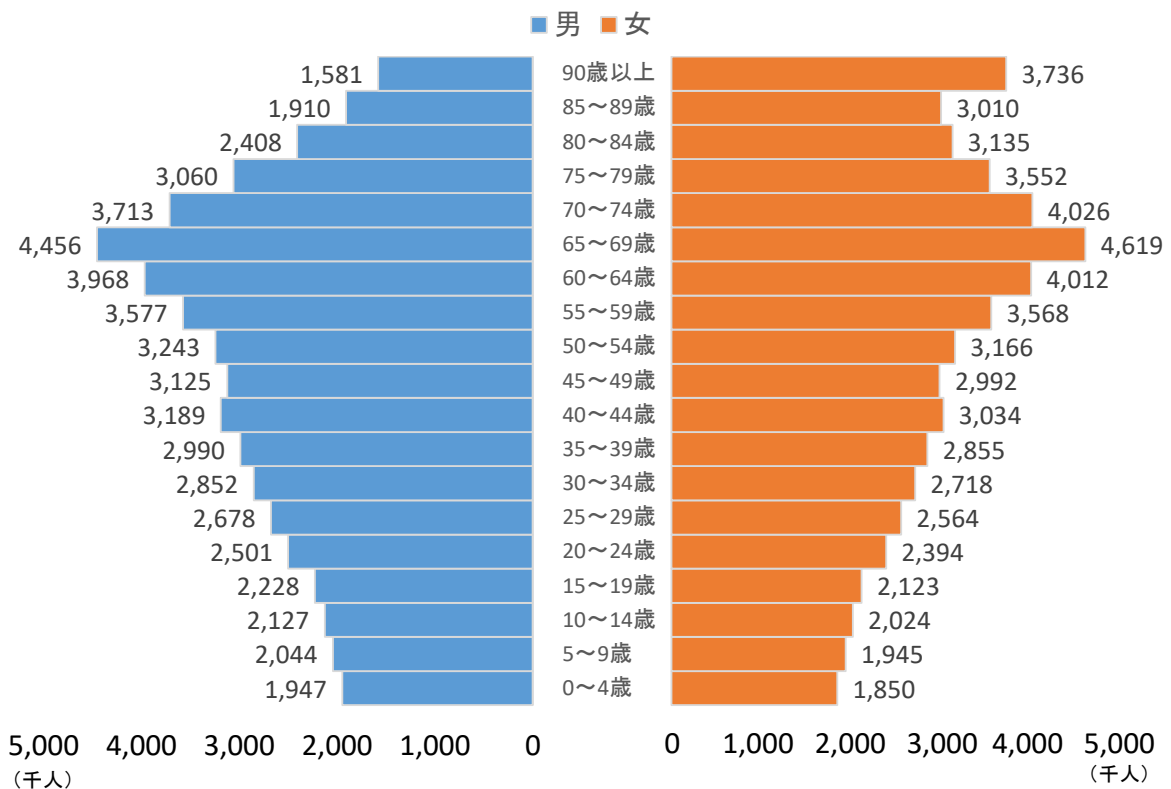 男 女
1,581 90歳以上 3,736
1,910 85～89歳 3,010
2,408 80～84歳 3,135
3,060 75～79歳 3,552
3,713 70～74歳 4,026
4,456 65～69歳 4,619
3,968 60～64歳 4,012
3,577 55～59歳 3,568
3,243 50～54歳 3,166
3,125 45～49歳 2,992
3,189 40～44歳 3,034
2,990 35～39歳 2,855
2,852 30～34歳 2,718
2,678 25～29歳 2,564
2,501 20～24歳 2,394
2,228 15～19歳 2,123
2,127 10～14歳 2,024
2,044 5～9歳 1,945
1,947 0～4歳 1,850
5,000 4,000 3,000 2,000 1,000 0 0 1,000 2,000 3,000 4,000 5,000
（千人） （千人）